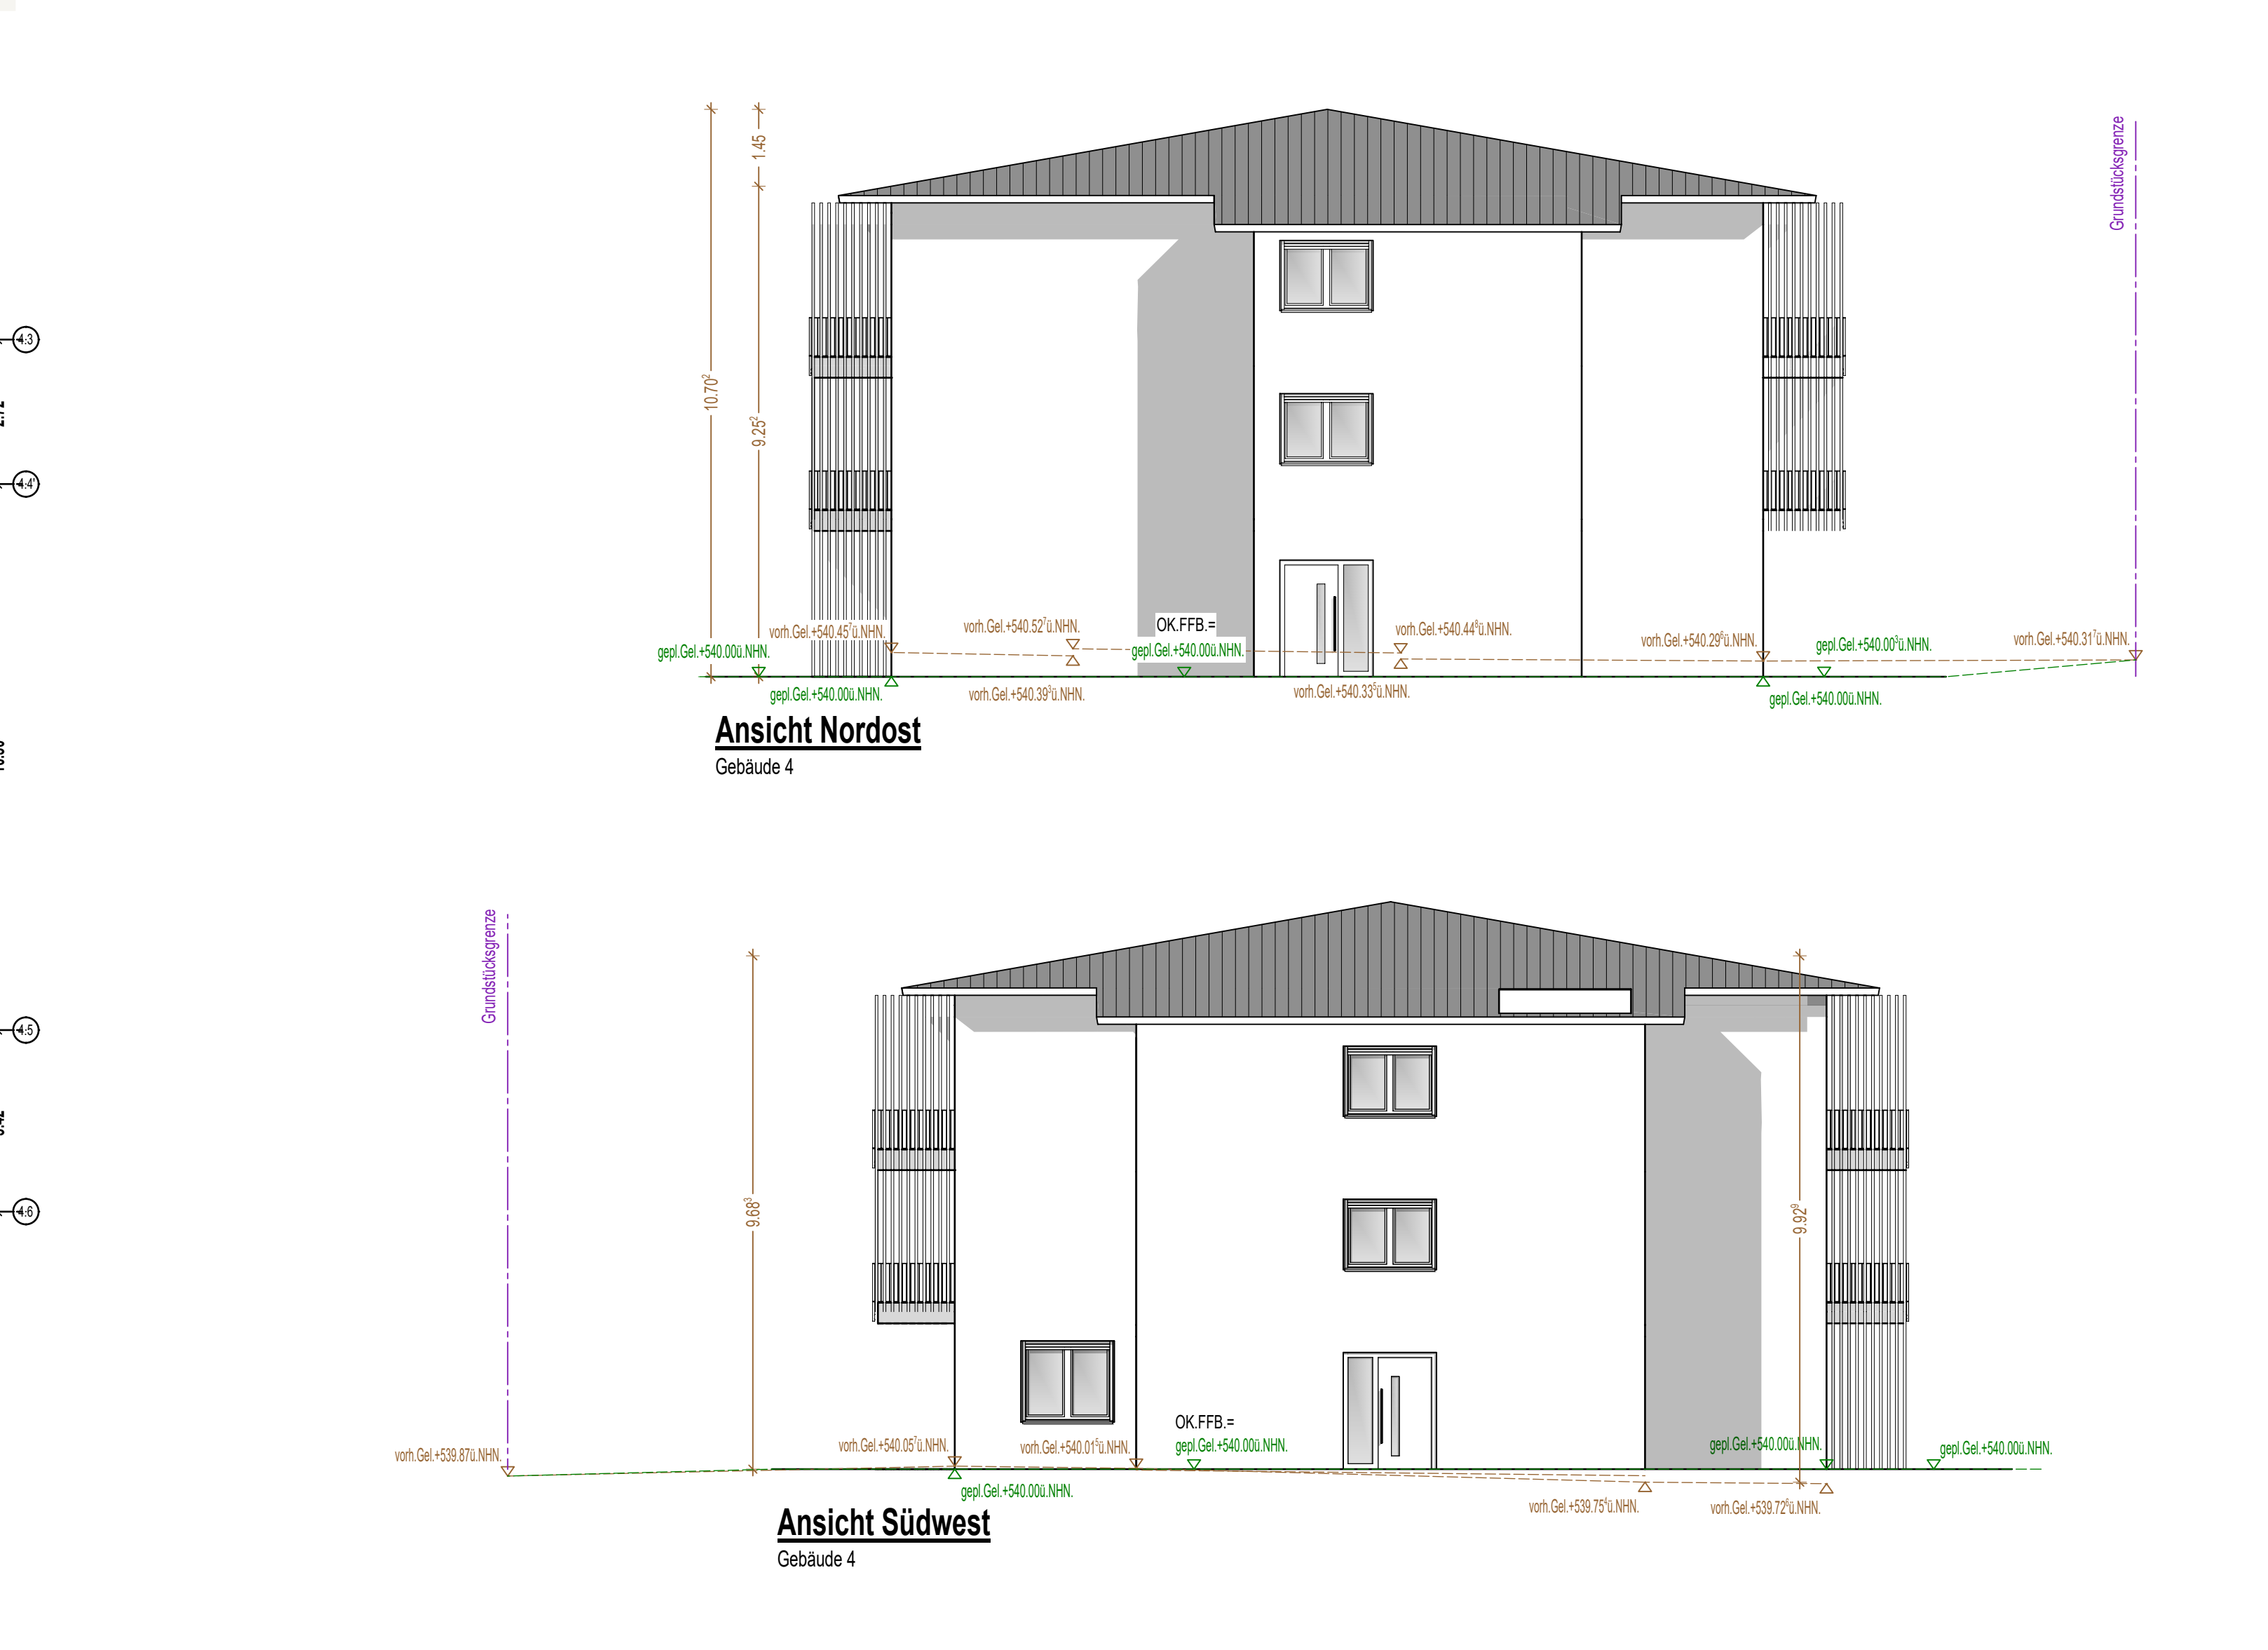 1.45
10.70²
9.25²
Grundstücksgrenze
4:3
4:4'
OK.FFB.=
vorh.Gel.+540.45⁷ü.NHN.
vorh.Gel.+540.52⁷ü.NHN.
vorh.Gel.+540.44⁸ü.NHN.
vorh.Gel.+540.29⁶ü.NHN.
gepl.Gel.+540.00³ü.NHN.
vorh.Gel.+540.31⁷ü.NHN.
gepl.Gel.+540.00ü.NHN.
gepl.Gel.+540.00ü.NHN.
gepl.Gel.+540.00ü.NHN.
vorh.Gel.+540.39³ü.NHN.
vorh.Gel.+540.33⁵ü.NHN.
gepl.Gel.+540.00ü.NHN.
Ansicht Nordost
Gebäude 4
Grundstücksgrenze
4:5
4:6
9.68³
9.92⁹
OK.FFB.=
vorh.Gel.+539.87ü.NHN.
vorh.Gel.+540.05⁷ü.NHN.
vorh.Gel.+540.01⁵ü.NHN.
gepl.Gel.+540.00ü.NHN.
gepl.Gel.+540.00ü.NHN.
gepl.Gel.+540.00ü.NHN.
gepl.Gel.+540.00ü.NHN.
vorh.Gel.+539.75⁴ü.NHN.
vorh.Gel.+539.72⁶ü.NHN.
Ansicht Südwest
Gebäude 4